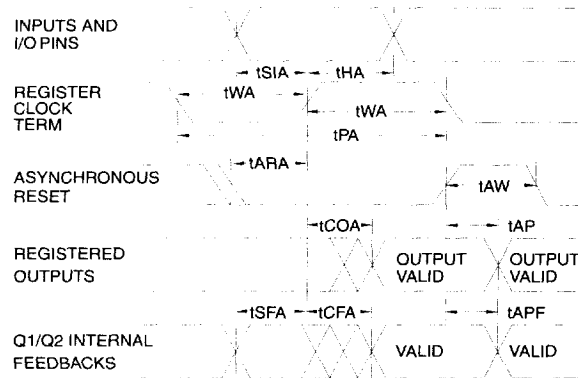 INPUTS AND
I/O PINS
tSIA tHA
REGISTER
CLOCK
TERM
tWA
tWA
tPA
tARA
ASYNCHRONOUS
RESET
tAW
tCOA tAP
REGISTERED
OUTPUTS
OUTPUT
VALID
OUTPUT
VALID
tSFA tCFA tAPF
Q1/Q2 INTERNAL
FEEDBACKS
VALID VALID